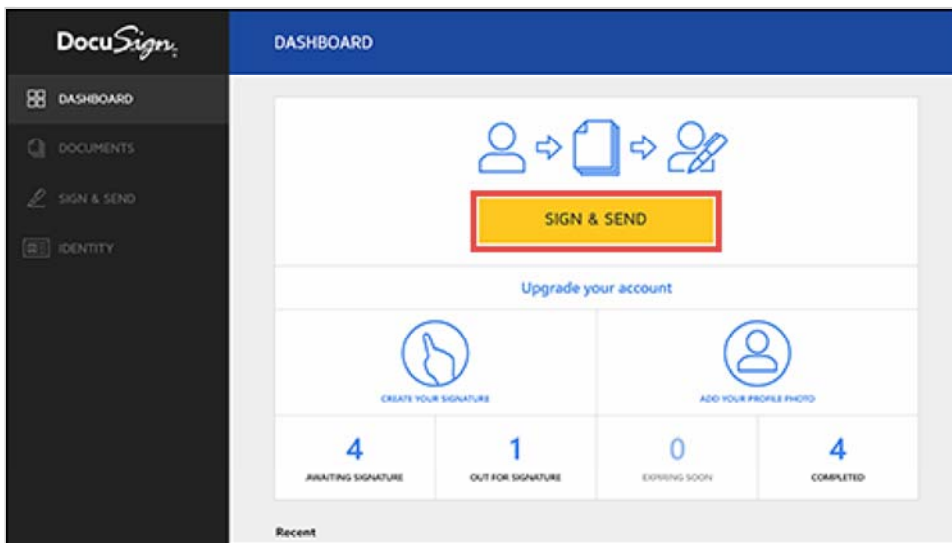 DocuSign
DASHBOARD
DASHBOARD
DOCUMENTS
SIGN & SEND
IDENTITY
SIGN & SEND
Upgrade your account
CREATE YOUR SIGNATURE
ADD YOUR PROFILE PHOTO
4
1
0
4
AWAITING SIGNATURE
OUT FOR SIGNATURE
EXPIRING SOON
COMPLETED
Recent